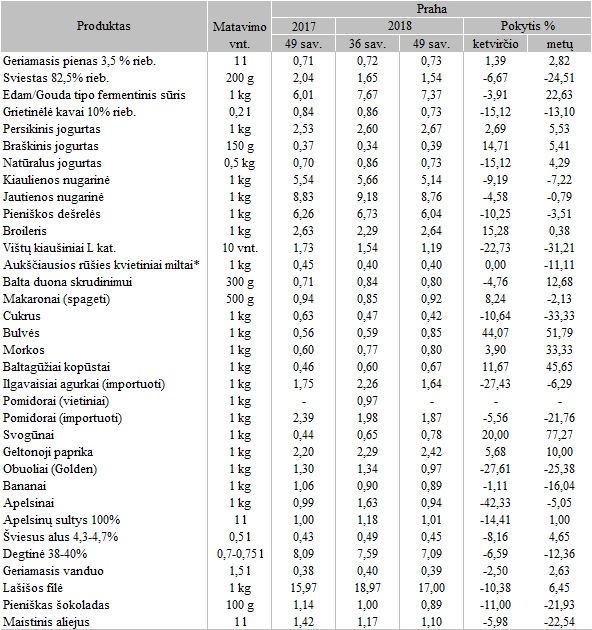 Produktas Matavimo vnt. Praha
2017 2018 Pokytis %
49 sav. 36 sav. 49 sav. ketvirčio metų
Geriamasis pienas 3,5 % rieb. 1 l 0,71 0,72 0,73 1,39 2,82
Sviestas 82,5% rieb. 200 g 2,04 1,65 1,54 -6,67 -24,51
Edam/Gouda tipo fermentinis sūris 1 kg 6,01 7,67 7,37 -3,91 22,63
Grietinėlė kavai 10% rieb. 0,2 l 0,84 0,86 0,73 -15,12 -13,10
Persikinis jogurtas 1 kg 2,53 2,60 2,67 2,69 5,53
Braškinis jogurtas 150 g 0,37 0,34 0,39 14,71 5,41
Natūralus jogurtas 0,5 kg 0,70 0,86 0,73 -15,12 4,29
Kiaulienos nugarinė 1 kg 5,54 5,66 5,14 -9,19 -7,22
Jautienos nugarinė 1 kg 8,83 9,18 8,76 -4,58 -0,79
Pieniškos dešrelės 1 kg 6,26 6,73 6,04 -10,25 -3,51
Broileris 1 kg 2,63 2,29 2,64 15,28 0,38
Vištų kiaušiniai L kat. 10 vnt. 1,73 1,54 1,19 -22,73 -31,21
Aukščiausios rūšies kvietiniai miltai* 1 kg 0,45 0,40 0,40 0,00 -11,11
Balta duona skrudinimui 300 g 0,71 0,84 0,80 -4,76 12,68
Makaronai (spageti) 500 g 0,94 0,85 0,92 8,24 -2,13
Cukrus 1 kg 0,63 0,47 0,42 -10,64 -33,33
Bulvės 1 kg 0,56 0,59 0,85 44,07 51,79
Morkos 1 kg 0,60 0,77 0,80 3,90 33,33
Baltagūžiai kopūstai 1 kg 0,46 0,60 0,67 11,67 45,65
Ilgavaisiai agurkai (importuoti) 1 kg 1,75 2,26 1,64 -27,43 -6,29
Pomidorai (vietiniai) 1 kg - 0,97 - - -
Pomidorai (importuoti) 1 kg 2,39 1,98 1,87 -5,56 -21,76
Svogūnai 1 kg 0,44 0,65 0,78 20,00 77,27
Geltonoji paprika 1 kg 2,20 2,29 2,42 5,68 10,00
Obuoliai (Golden) 1 kg 1,30 1,34 0,97 -27,61 -25,38
Bananai 1 kg 1,06 0,90 0,89 -1,11 -16,04
Apelsinai 1 kg 0,99 1,63 0,94 -42,33 -5,05
Apelsinų sultys 100% 1 l 1,00 1,18 1,01 -14,41 1,00
Šviesus alus 4,3-4,7% 0,5 l 0,43 0,49 0,45 -8,16 4,65
Degtinė 38-40% 0,7-0,75 l 8,09 7,59 7,09 -6,59 -12,36
Geriamasis vanduo 1,5 l 0,38 0,40 0,39 -2,50 2,63
Lašišos filė 1 kg 15,97 18,97 17,00 -10,38 6,45
Pieniškas šokoladas 100 g 1,14 1,00 0,89 -11,00 -21,93
Maistinis aliejus 1 l 1,42 1,17 1,10 -5,98 -22,54